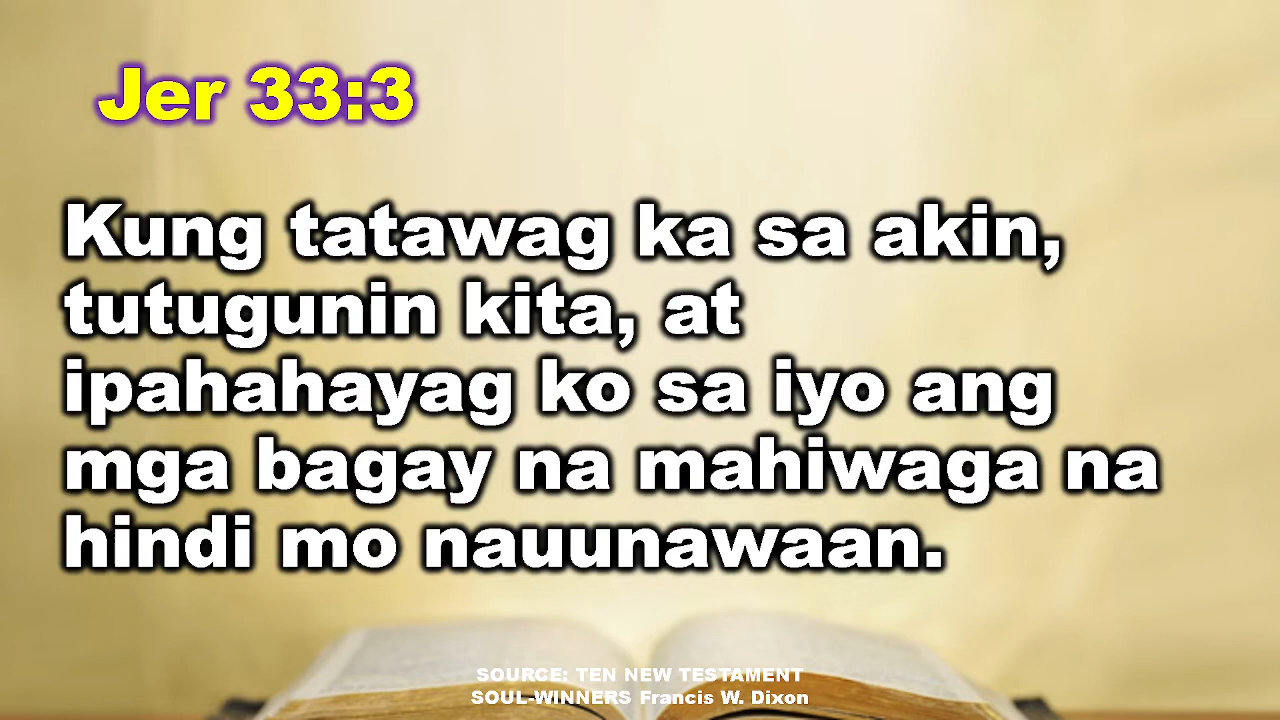 Jer 33:3
Kung tatawag ka sa akin,
tutugunin kita, at
ipahahayag ko sa iyo ang
mga bagay na mahiwaga na
hindi mo nauunawaan.
SOURCE: TEN NEW TESTAMENT
SOUL-WINNERS Francis W. Dixon